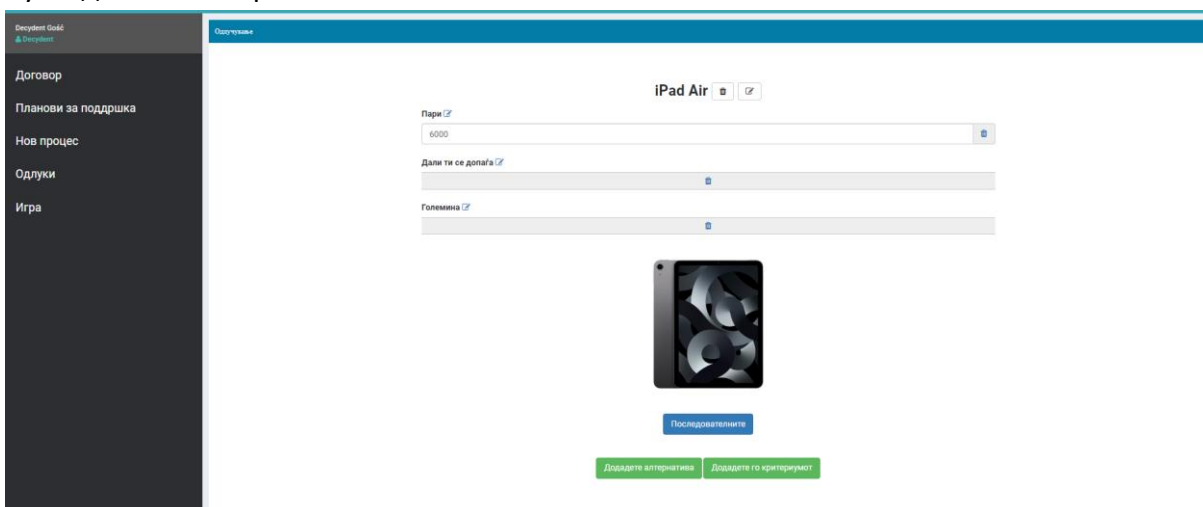 Decydent Gość
Decydent
Одлучување
Договор
Планови за поддршка
Нов процес
Одлуки
Игра
iPad Air
Пари
6000
Дали ти се допаѓа
Големина
Последователните
Додадете алтернатива
Додадете го критериумот